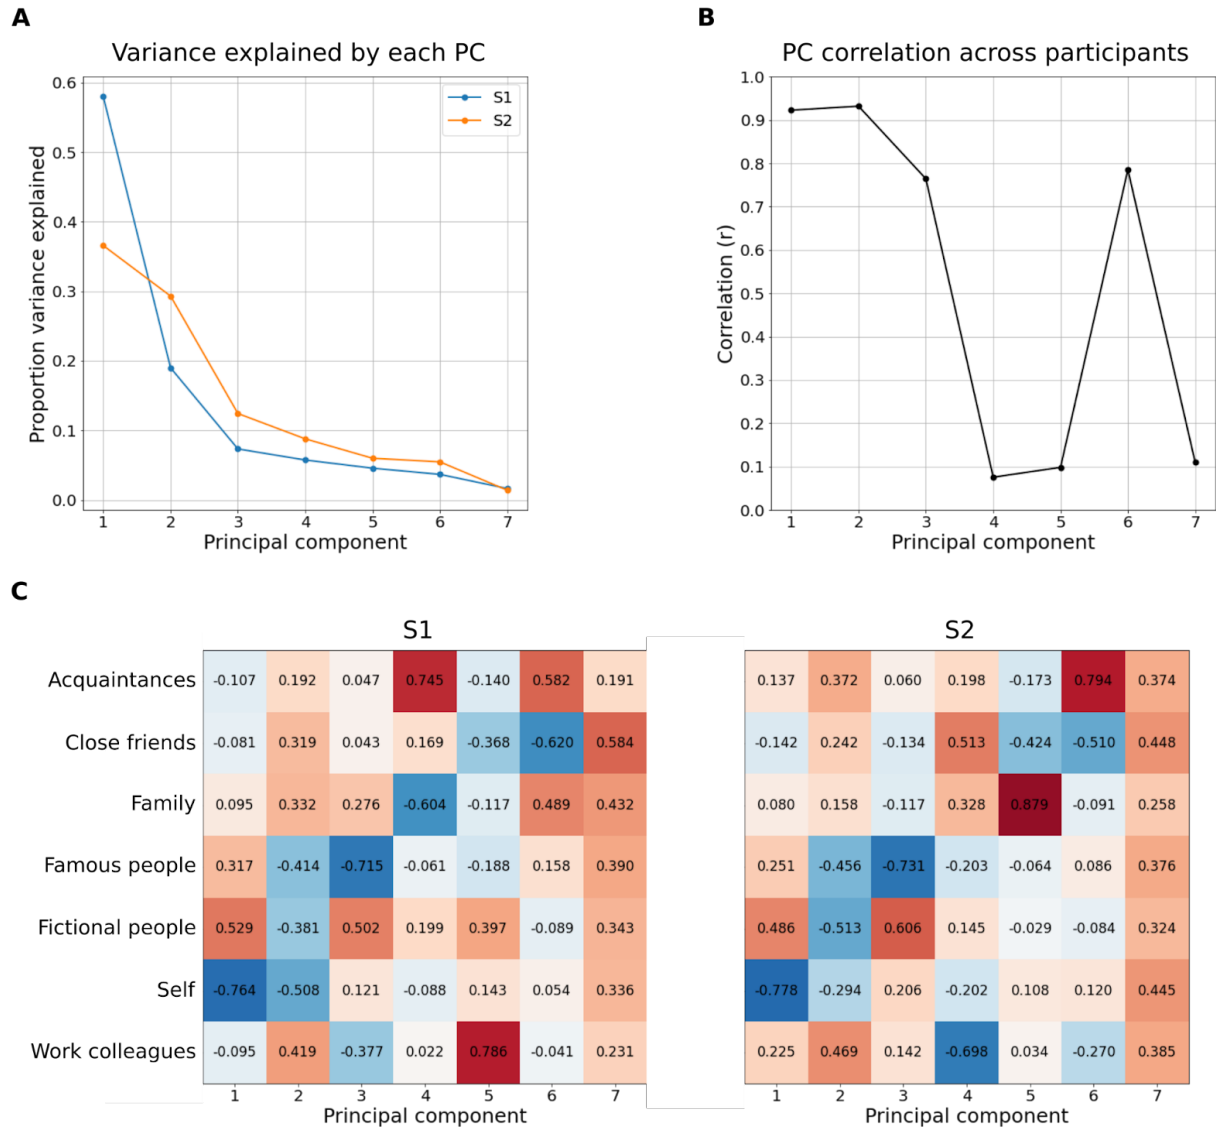 A
Variance explained by each PC
0.6
0.5
0.4
0.3
0.2
0.1
0.0
Proportion variance explained
S1
S2
1 2 3 4 5 6 7
Principal component
B
PC correlation across participants
1.0
0.9
0.8
0.7
0.6
0.5
0.4
0.3
0.2
0.1
0.0
Correlation (r)
1 2 3 4 5 6 7
Principal component
C
S1
Acquaintances -0.107 0.192 0.047 0.745 -0.140 0.582 0.191
Close friends -0.081 0.319 0.043 0.169 -0.368 -0.620 0.584
Family 0.095 0.332 0.276 -0.604 -0.117 0.489 0.432
Famous people 0.317 -0.414 -0.715 -0.061 -0.188 0.158 0.390
Fictional people 0.529 -0.381 0.502 0.199 0.397 -0.089 0.343
Self -0.764 -0.508 0.121 -0.088 0.143 0.054 0.336
Work colleagues -0.095 0.419 -0.377 0.022 0.786 -0.041 0.231
1 2 3 4 5 6 7
Principal component
S2
0.137 0.372 0.060 0.198 -0.173 0.794 0.374
-0.142 0.242 -0.134 0.513 -0.424 -0.510 0.448
0.080 0.158 -0.117 0.328 0.879 -0.091 0.258
0.251 -0.456 -0.731 -0.203 -0.064 0.086 0.376
0.486 -0.513 0.606 0.145 -0.029 -0.084 0.324
-0.778 -0.294 0.206 -0.202 0.108 0.120 0.445
0.225 0.469 0.142 -0.698 0.034 -0.270 0.385
1 2 3 4 5 6 7
Principal component